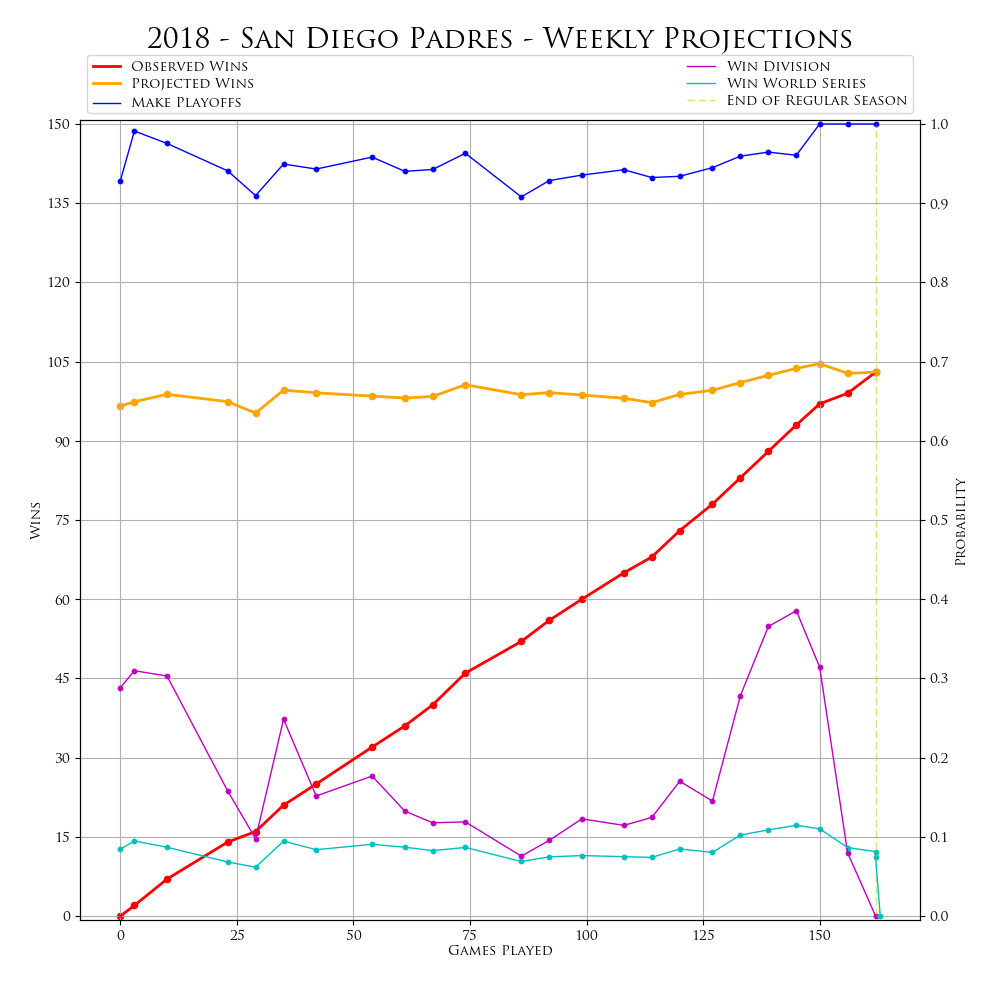 2018 - San Diego Padres - Weekly Projections
Observed Wins
Projected Wins
Make Playoffs
Win Division
Win World Series
End of Regular Season
150
135
120
105
90
75
60
45
30
15
0
Wins
1.0
0.9
0.8
0.7
0.6
0.5
0.4
0.3
0.2
0.1
0.0
Probability
0 25 50 75 100 125 150
Games Played